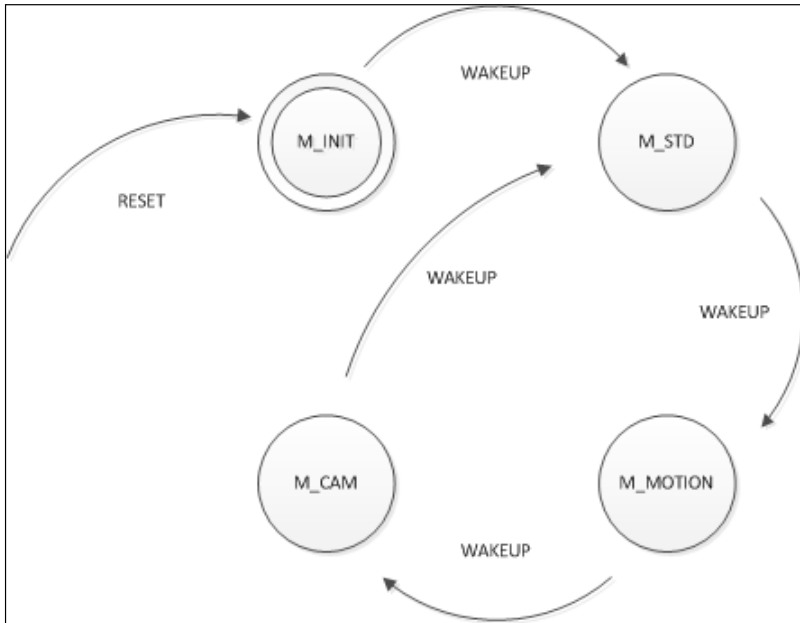 WAKEUP
M_INIT
M_STD
RESET
WAKEUP
WAKEUP
M_CAM
M_MOTION
WAKEUP